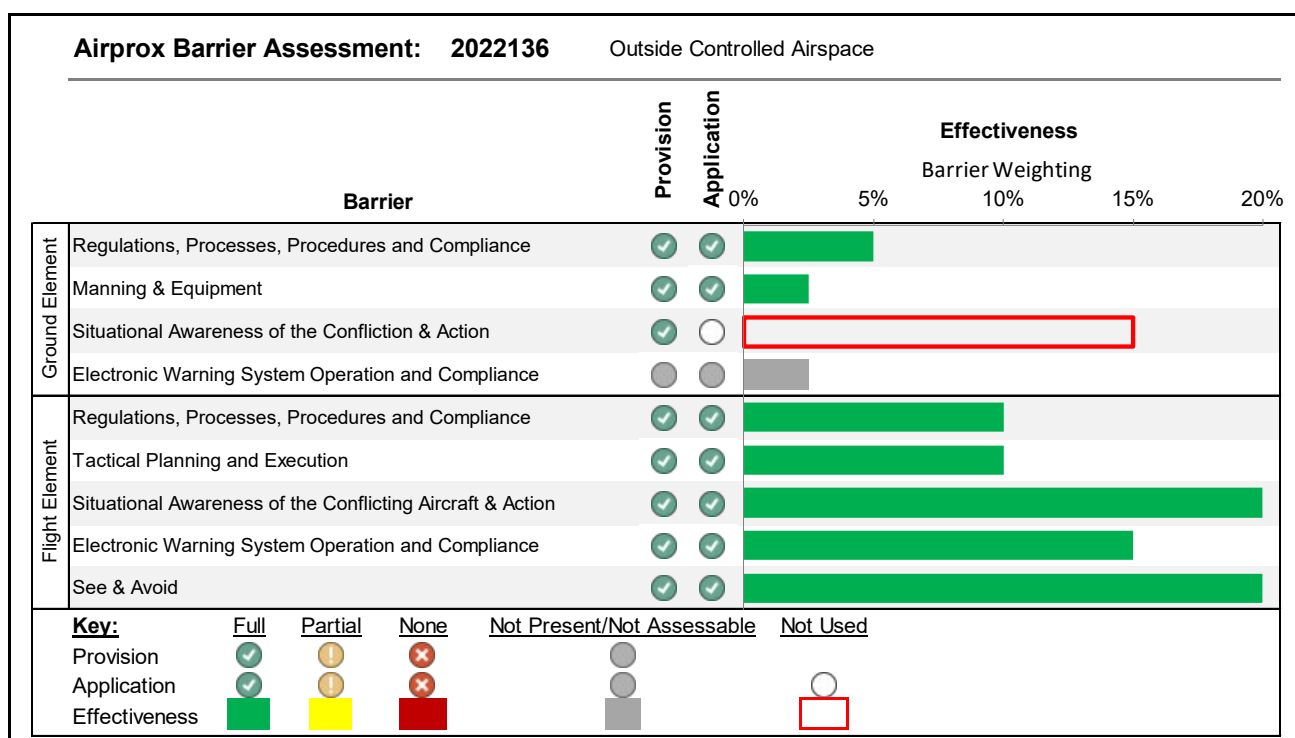 Airprox Barrier Assessment: 2022136 Outside Controlled Airspace
Provision
Application
Effectiveness
Barrier Weighting
Barrier
0% 5% 10% 15% 20%
Ground Element
Regulations, Processes, Procedures and Compliance
Manning & Equipment
Situational Awareness of the Confliction & Action
Electronic Warning System Operation and Compliance
Flight Element
Regulations, Processes, Procedures and Compliance
Tactical Planning and Execution
Situational Awareness of the Conflicting Aircraft & Action
Electronic Warning System Operation and Compliance
See & Avoid
Key: Full Partial None Not Present/Not Assessable Not Used
Provision
Application
Effectiveness